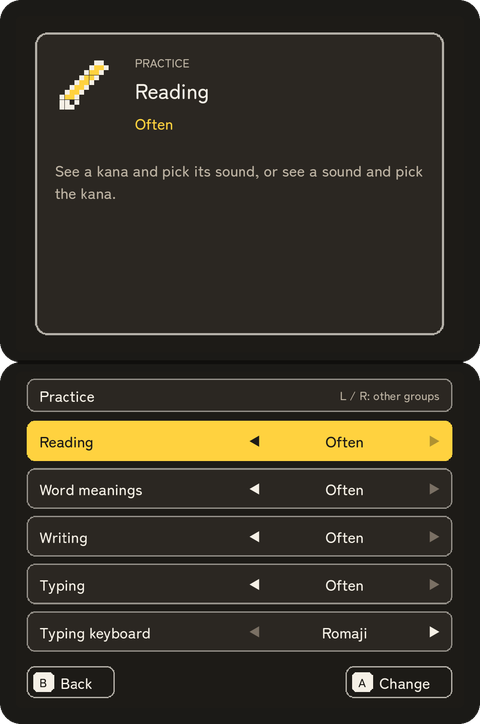 PRACTICE
Reading
Often
See a kana and pick its sound, or see a sound and pick
the kana.
Practice L / R: other groups
Reading ◀ Often ▶
Word meanings ◀ Often ▶
Writing ◀ Often ▶
Typing ◀ Often ▶
Typing keyboard ◀ Romaji ▶
B Back A Change